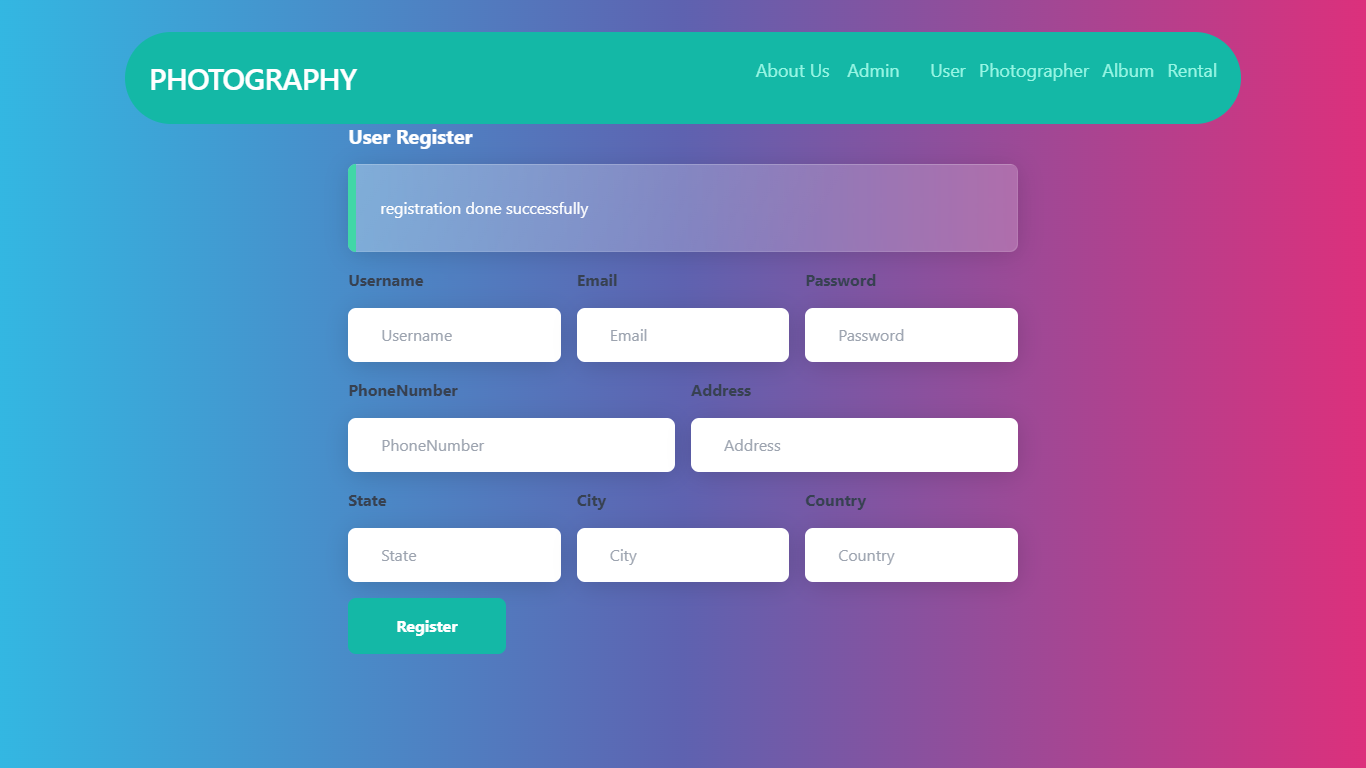 PHOTOGRAPHY
About Us Admin User Photographer Album Rental
User Register
registration done successfully
Username Email Password
Username Email Password
PhoneNumber Address
PhoneNumber Address
State City Country
State City Country
Register